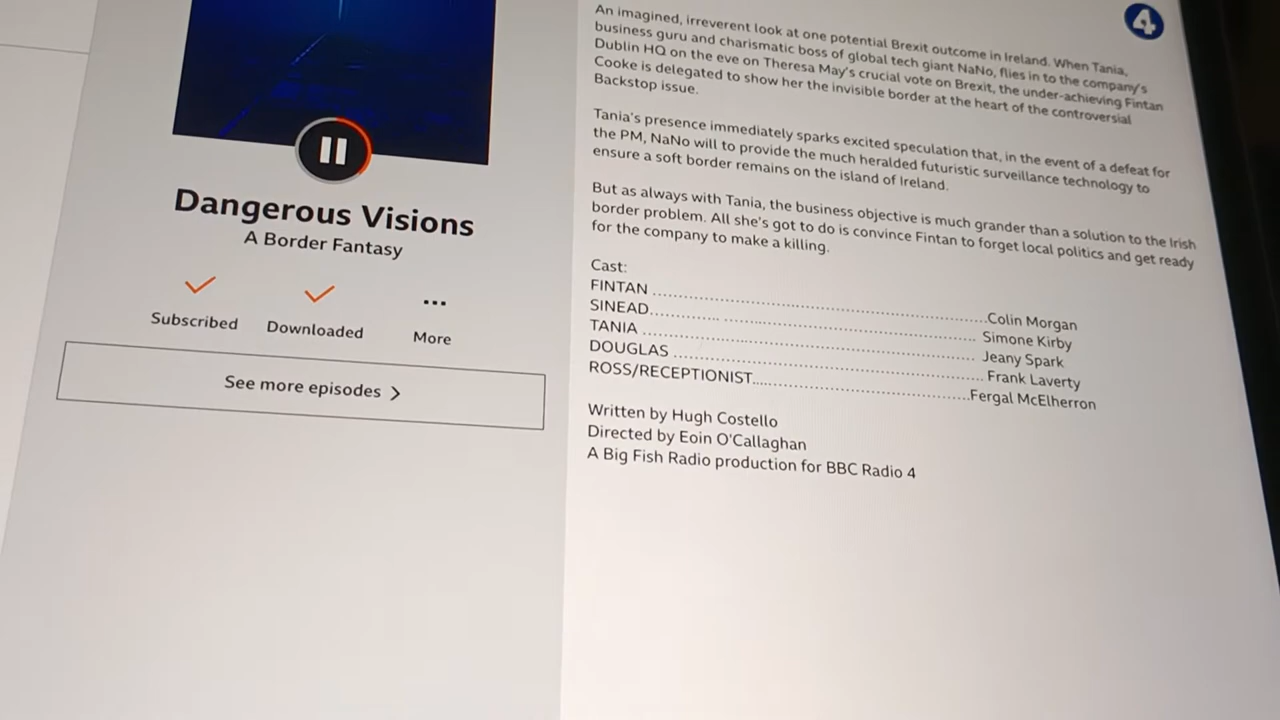 Dangerous Visions
A Border Fantasy
Subscribed
Downloaded
More
See more episodes >
4
An imagined, irreverent look at one potential Brexit outcome in Ireland. When Tania,
business guru and charismatic boss of global tech giant NaNo, flies in to the company's
Dublin HQ on the eve on Theresa May's crucial vote on Brexit, the under-achieving Fintan
Cooke is delegated to show her the invisible border at the heart of the controversial
Backstop issue.
Tania's presence immediately sparks excited speculation that, in the event of a defeat for
the PM, NaNo will to provide the much heralded futuristic surveillance technology to
ensure a soft border remains on the island of Ireland.
But as always with Tania, the business objective is much grander than a solution to the Irish
border problem. All she's got to do is convince Fintan to forget local politics and get ready
for the company to make a killing.
Cast:
FINTAN ................................................Colin Morgan
SINEAD.............. ................................... Simone Kirby
TANIA ................................................ Jeany Spark
DOUGLAS ............................................ Frank Laverty
ROSS/RECEPTIONIST................................Fergal McElherron
Written by Hugh Costello
Directed by Eoin O'Callaghan
A Big Fish Radio production for BBC Radio 4